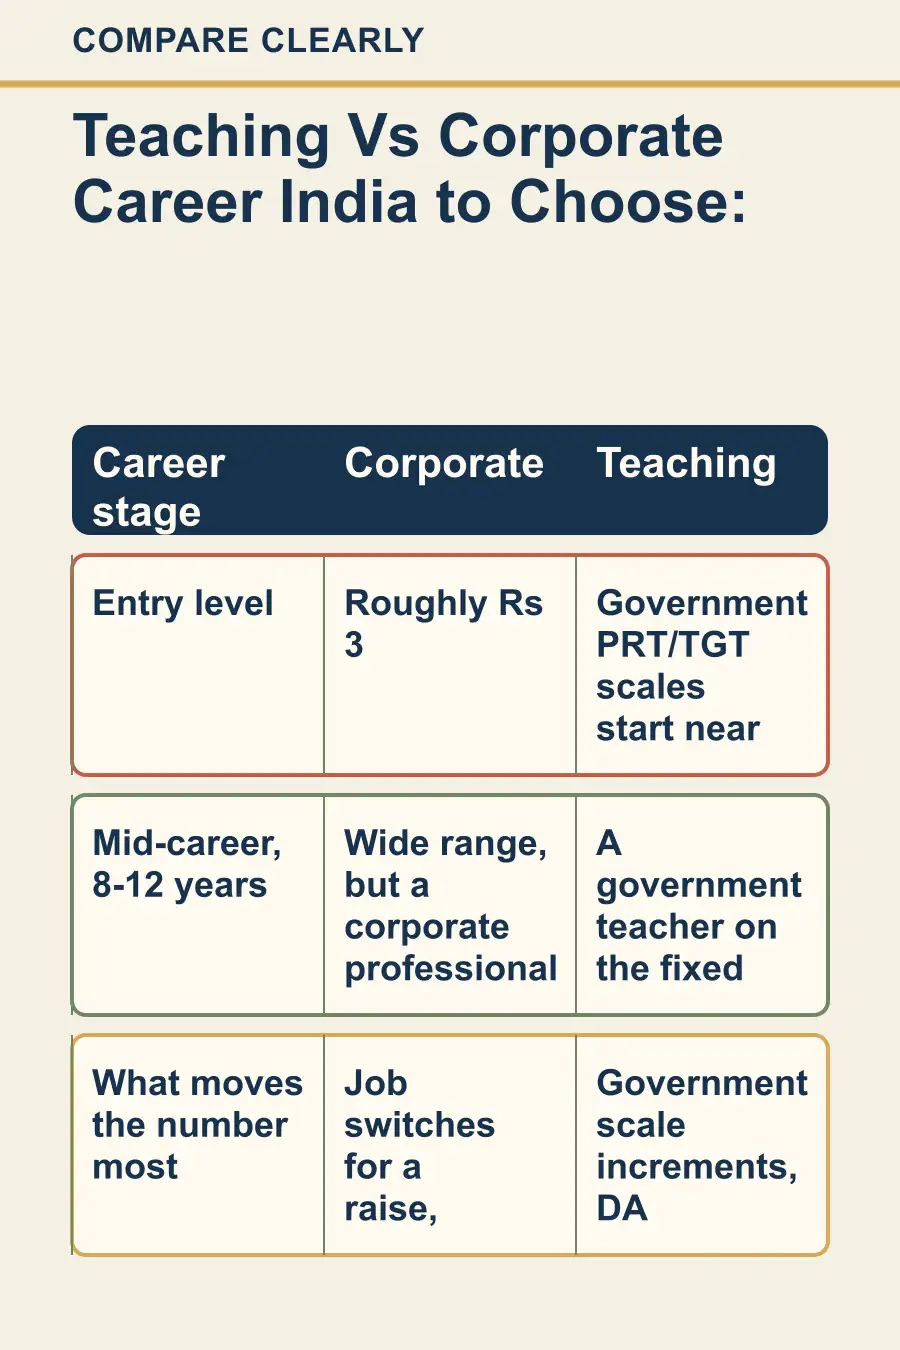 COMPARE CLEARLY
Teaching Vs Corporate
Career India to Choose:
Career
stage
Corporate
Teaching
Entry level
Roughly Rs
3
Government
PRT/TGT
scales
start near
Mid-career,
8-12 years
Wide range,
but a
corporate
professional
A
government
teacher on
the fixed
What moves
the number
most
Job
switches
for a
raise,
Government
scale
increments,
DA